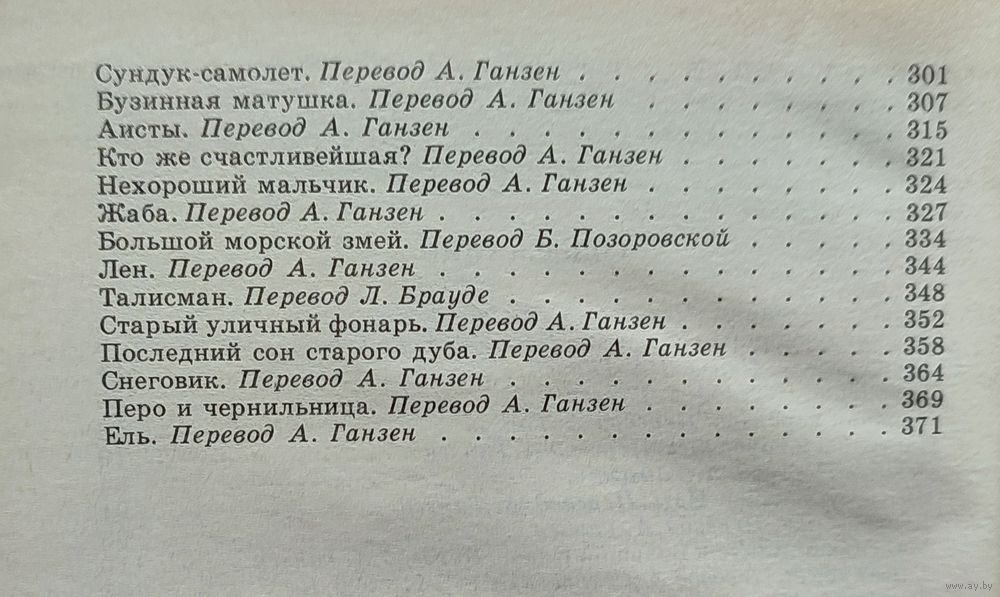 Сундук-самолет. Перевод А. Ганзен . . . . . . . . . . 301
Бузинная матушка. Перевод А. Ганзен . . . . . . . . 307
Аисты. Перевод А. Ганзен . . . . . . . . . . . . . 315
Кто же счастливейшая? Перевод А. Ганзен . . . . . . . 321
Нехороший мальчик. Перевод А. Ганзен . . . . . . . . 324
Жаба. Перевод А. Ганзен . . . . . . . . . . . . . . 327
Большой морской змей. Перевод Б. Позоровской . . . . . 334
Лен. Перевод А. Ганзен . . . . . . . . . . . . . . 344
Талисман. Перевод Л. Брауде . . . . . . . . . . . . 348
Старый уличный фонарь. Перевод А. Ганзен . . . . . . . 352
Последний сон старого дуба. Перевод А. Ганзен . . . . . 358
Снеговик. Перевод А. Ганзен . . . . . . . . . . . . 364
Перо и чернильница. Перевод А. Ганзен . . . . . . . . 369
Ель. Перевод А. Ганзен . . . . . . . . . . . . . . 371
www.ay.by